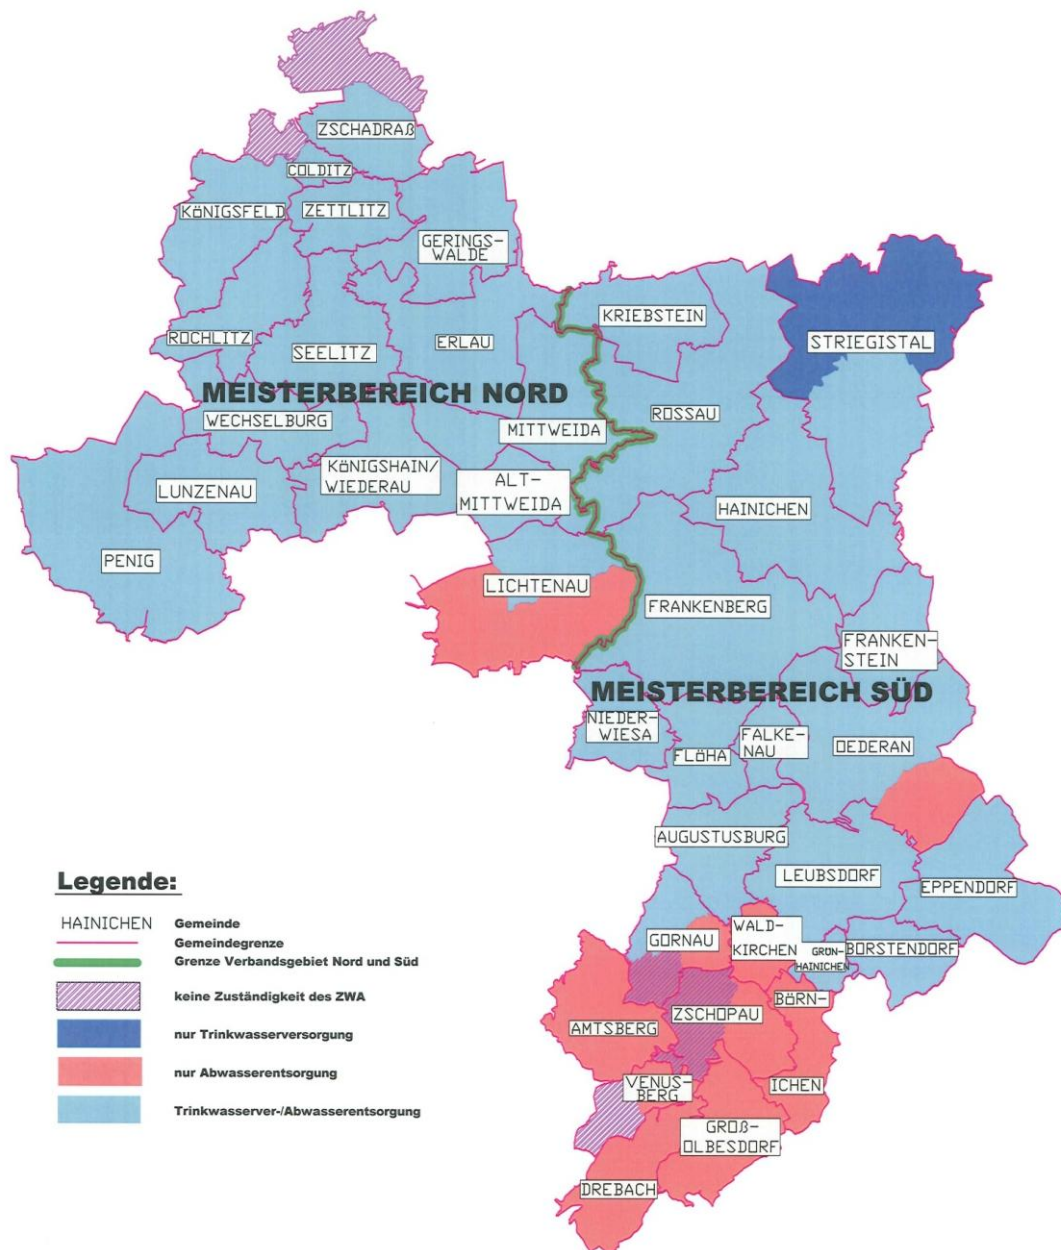 ZSCHADRAß
COLDITZ
KÖNIGSFELD
ZETTLITZ
GERINGS-
WALDE
KRIEBSTEIN
STRIEGISTAL
ROCHLITZ
SEELITZ
ERLAU
MEISTERBEREICH NORD
WECHSELBURG
MITTWEIDA
ROSSAU
KÖNIGSHAIN/
WIEDERAU
LUNZENAU
ALT-
MITTWEIDA
HAINICHEN
PENIG
LICHTENAU
FRANKENBERG
FRANKEN-
STEIN
MEISTERBEREICH SÜD
NIEDER-
WIESA
FLÖHA
FALKE-
NAU
OEDERAN
AUGUSTUSBURG
LEUBSDORF
EPPENDORF
GORNAU
WALD-
KIRCHEN
GRÜN-
HAINICHEN
BORSTENDORF
BÖRN-
ICHEN
ZSCHOPAU
AMTSBERG
VENUS-
BERG
GROß-
OLBESDORF
DREBACH
Legende:
HAINICHEN Gemeinde
Gemeindegrenze
Grenze Verbandsgebiet Nord und Süd
keine Zuständigkeit des ZWA
nur Trinkwasserversorgung
nur Abwasserentsorgung
Trinkwasserver-/Abwasserentsorgung